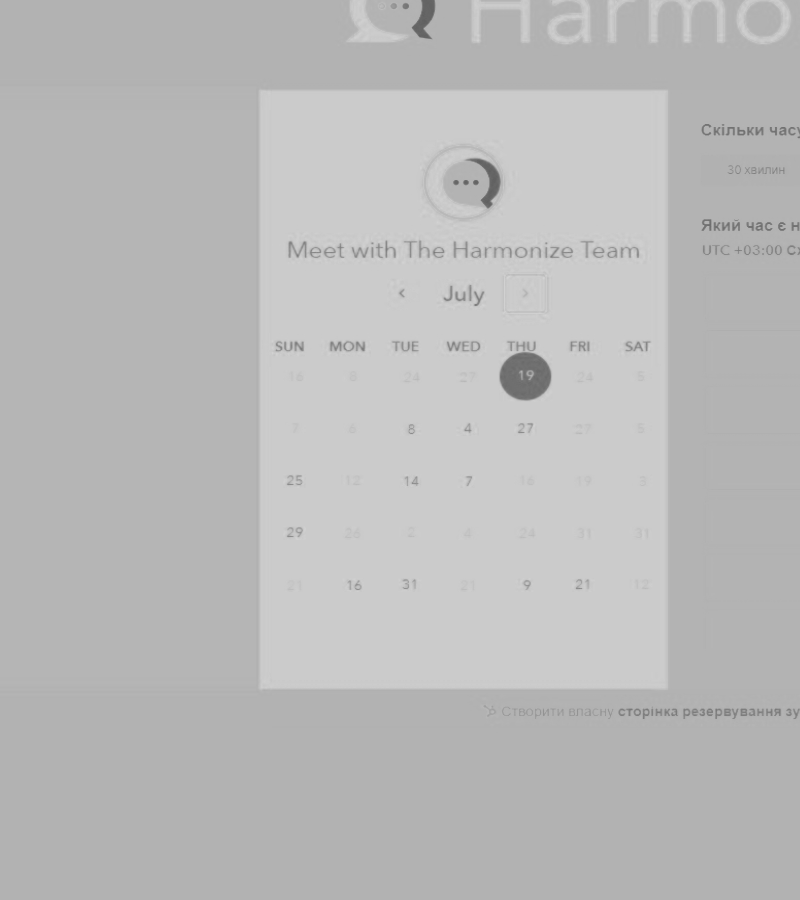 Harmo
Meet with The Harmonize Team
‹ July ›
SUN MON TUE WED THU FRI SAT
16 8 24 27 19 24 5
7 6 8 4 27 27 5
25 12 14 7 16 19 3
29 26 2 4 24 31 31
21 16 31 21 9 21 12
Скільки часу
30 хвилин
Який час є н
UTC +03:00 Сх
Створити власну сторінка резервування зу